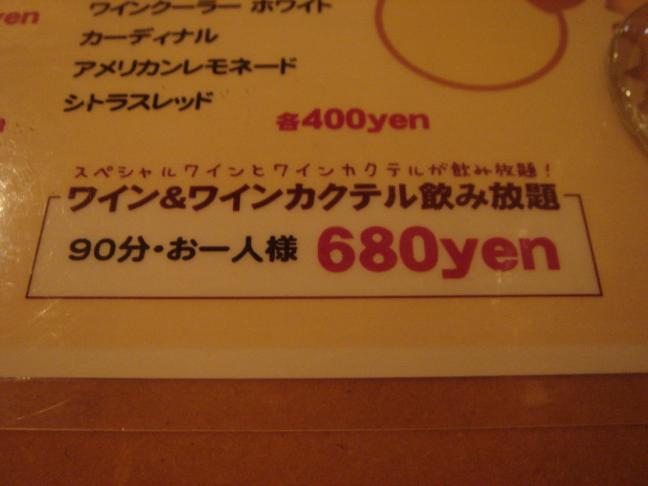 yen
ワインクーラー ホワイト
カーディナル
アメリカンレモネード
シトラスレッド
各400yen
スペシャルワインとワインカクテルが飲み放題！
ワイン&ワインカクテル飲み放題
90分・お一人様 680yen